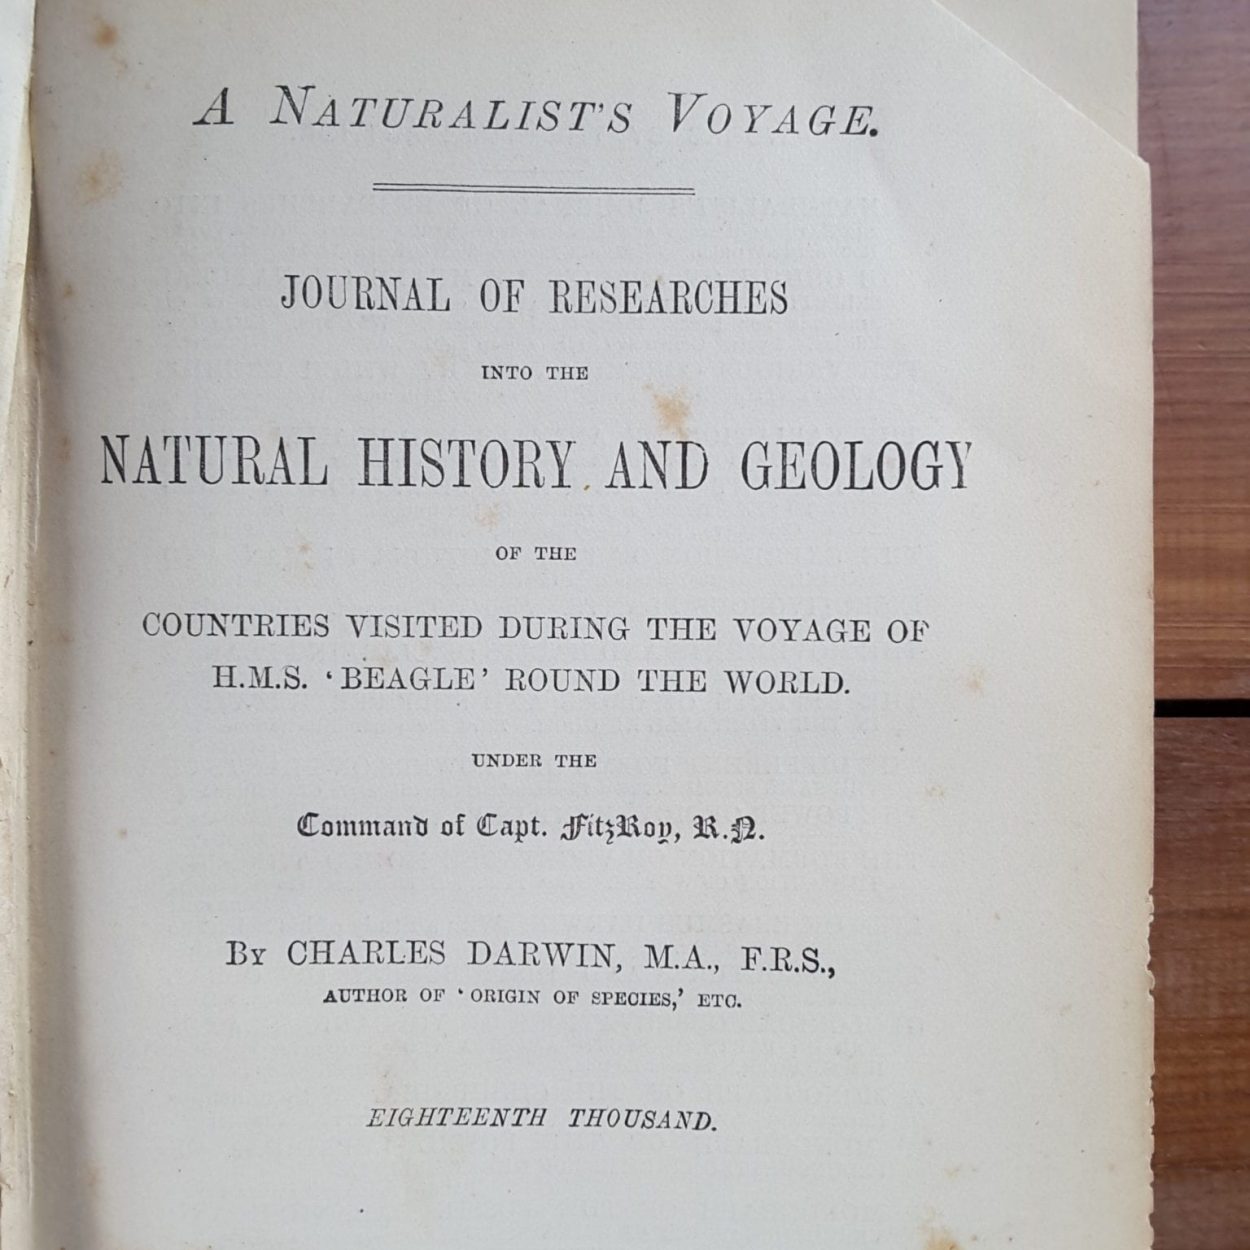 A NATURALIST'S VOYAGE.
JOURNAL OF RESEARCHES
INTO THE
NATURAL HISTORY AND GEOLOGY
OF THE
COUNTRIES VISITED DURING THE VOYAGE OF
H.M.S. ‘BEAGLE’ ROUND THE WORLD.
UNDER THE
Command of Capt. FitzRoy, R.N.
BY CHARLES DARWIN, M.A., F.R.S.,
AUTHOR OF ‘ORIGIN OF SPECIES,’ ETC.
EIGHTEENTH THOUSAND.